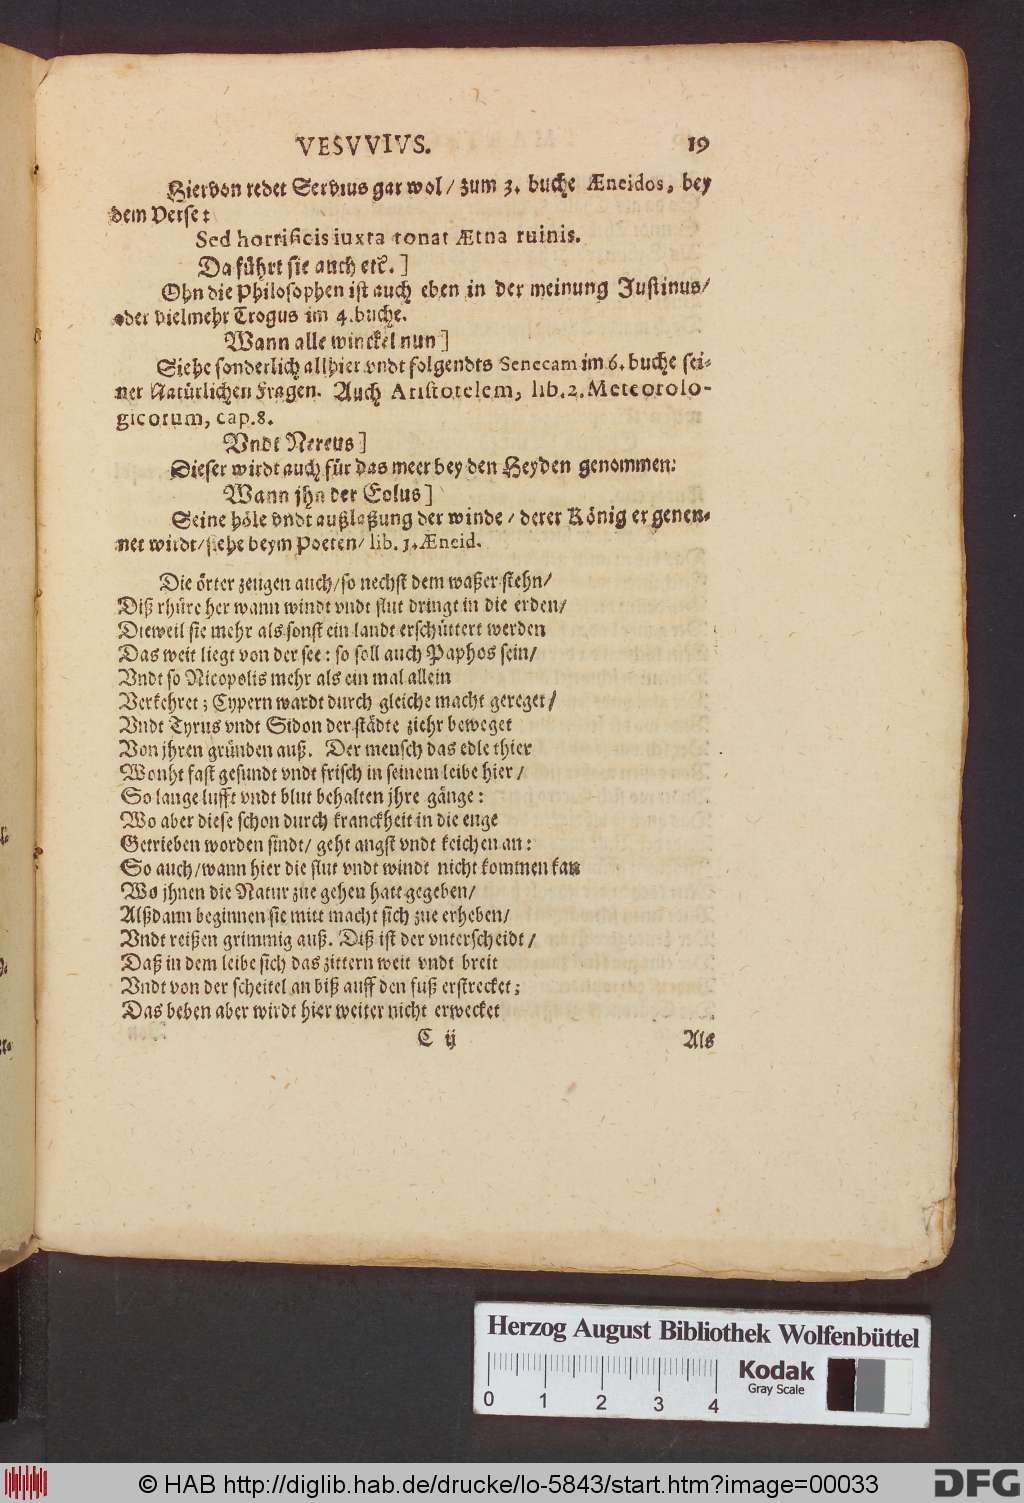 VESVVIVS. 19
Hiervon redet Servius gar wol / zum 3. buche Æneidos, bey
dem Verse:
Sed horrificis iuxta tonat Ætna ruinis.
Da führt sie auch etc. ]
Ohn die Philosophen ist auch eben in der meinung Justinus/
oder vielmehr Trogus im 4. buche.
Wann alle winckel nun ]
Siehe sonderlich allhier vndt folgendts Senecam im 6. buche sei-
ner Natürlichen Fragen. Auch Aristotelem, lib. 2. Meteorolo-
gicorum, cap. 8.
Vndt Nereus ]
Dieser wirdt auch für das meer bey den Heyden genommen:
Wann jhn der Eolus ]
Seine höle vndt außlaßung der winde / derer König er genen-
net wirdt/ siehe beym Poeten/ lib. 1. Æneid.
Die örter zeugen auch/ so nechst dem waßer stehn/
Diß rhüre her wann windt vndt flut dringt in die erden/
Dieweil sie mehr als sonst ein landt erschüttert werden
Das weit liegt von der see: so soll auch Paphos sein/
Vndt so Nicopolis mehr als ein mal allein
Verkehret; Cypern wardt durch gleiche macht gereget/
Vndt Tyrus vndt Sidon der städte ziehr beweget
Von jhren gründen auß. Der mensch das edle thier
Wonht fast gesundt vndt frisch in seinem leibe hier/
So lange lufft vndt blut behalten jhre gänge:
Wo aber diese schon durch kranckheit in die enge
Getrieben worden sindt/ geht angst vndt keichen an:
So auch/ wann hier die flut vndt windt nicht kommen kan
Wo jhnen die Natur zue gehen hatt gegeben/
Alßdann beginnen sie mitt macht sich zue erheben/
Vndt reißen grimmig auß. Diß ist der vnterscheidt/
Daß in dem leibe sich das zittern weit vndt breit
Vndt von der scheitel an biß auff den fuß erstrecket;
Das beben aber wirdt hier weiter nicht erwecket
C ij Als
Herzog August Bibliothek Wolfenbüttel
Kodak
Gray Scale
0 1 2 3 4
© HAB http://diglib.hab.de/drucke/lo-5843/start.htm?image=00033
DFG